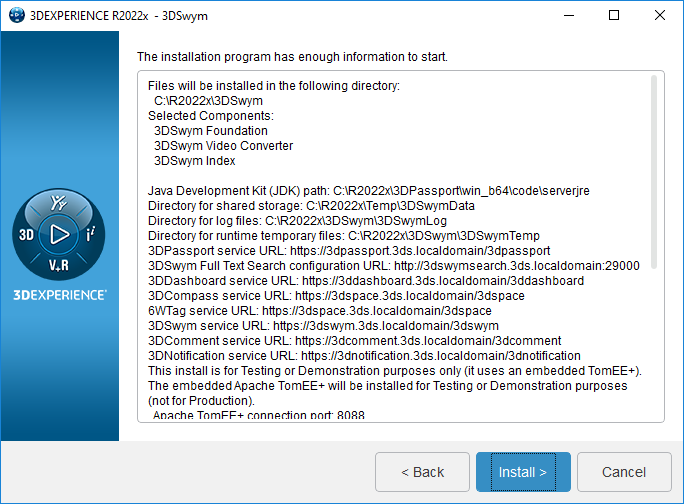 3DEXPERIENCE R2022x - 3DSwym
The installation program has enough information to start.
Files will be installed in the following directory:
C:\R2022x\3DSwym
Selected Components:
3DSwym Foundation
3DSwym Video Converter
3DSwym Index
Java Development Kit (JDK) path: C:\R2022x\3DPassport\win_b64\code\serverjre
Directory for shared storage: C:\R2022x\Temp\3DSwymData
Directory for log files: C:\R2022x\3DSwym\3DSwymLog
Directory for runtime temporary files: C:\R2022x\3DSwym\3DSwymTemp
3DPassport service URL: https://3dpassport.3ds.localdomain/3dpassport
3DSwym Full Text Search configuration URL: http://3dswymsearch.3ds.localdomain:29000
3DDashboard service URL: https://3ddashboard.3ds.localdomain/3ddashboard
3DCompass service URL: https://3dspace.3ds.localdomain/3dspace
6WTag service URL: https://3dspace.3ds.localdomain/3dspace
3DSwym service URL: https://3dswym.3ds.localdomain/3dswym
3DComment service URL: https://3dcomment.3ds.localdomain/3dcomment
3DNotification service URL: https://3dnotification.3ds.localdomain/3dnotification
This install is for Testing or Demonstration purposes only (it uses an embedded TomEE+).
The embedded Apache TomEE+ will be installed for Testing or Demonstration purposes
(not for Production).
Apache TomEE+ connection port: 8088
3D
i²
V+R
3DEXPERIENCE
< Back
Install >
Cancel